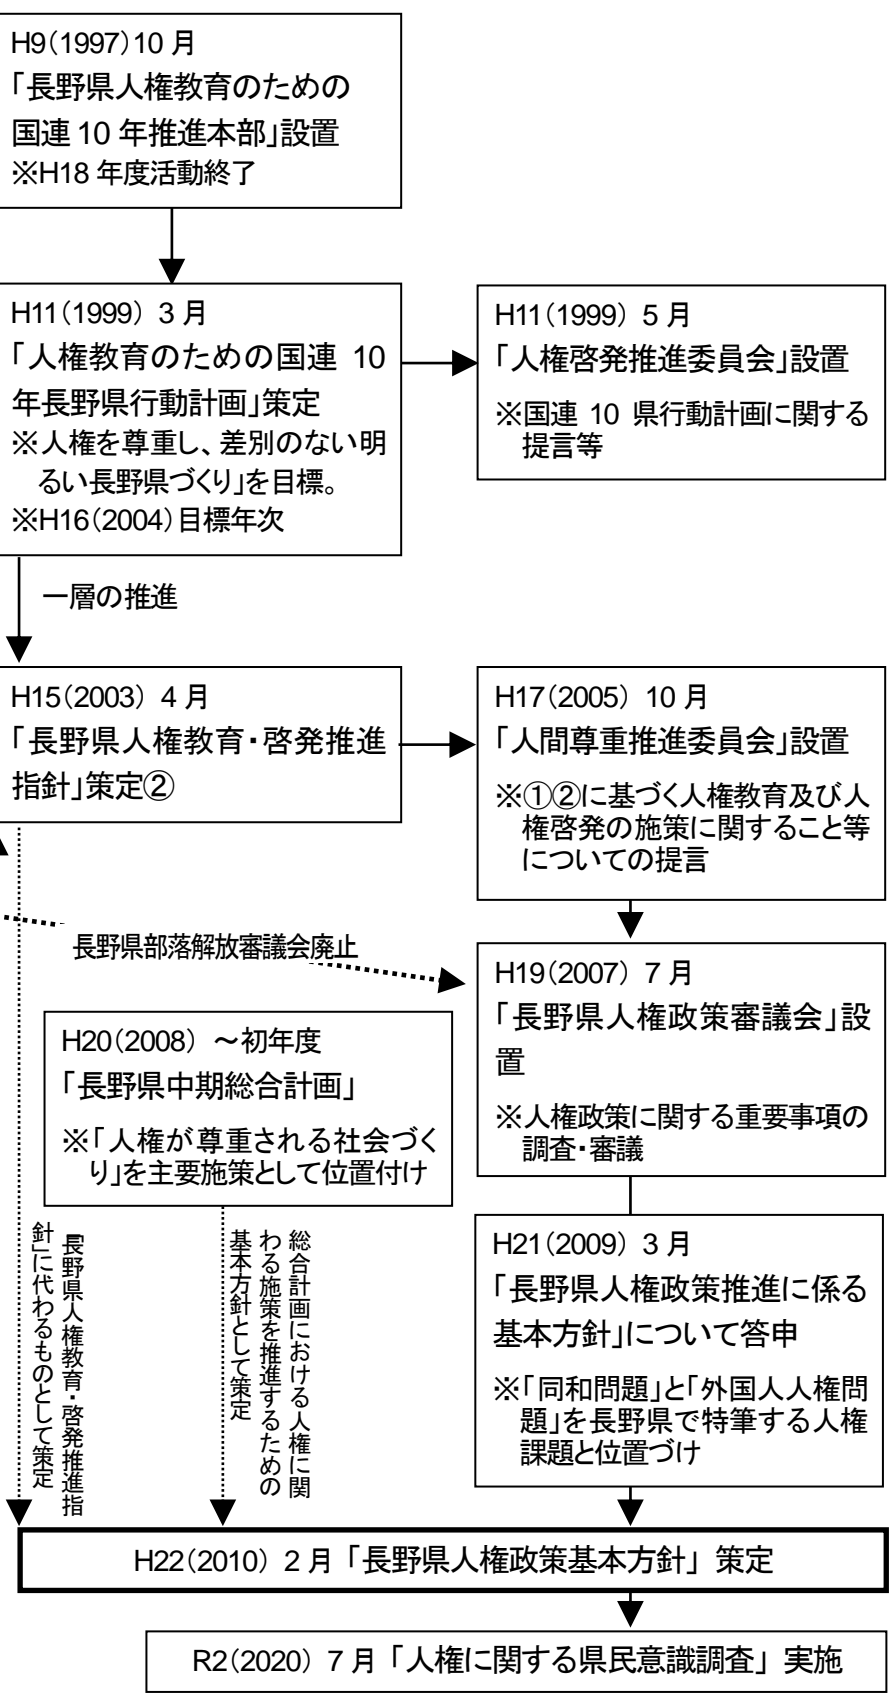 H9(1997)10 月
「長野県人権教育のための
国連 10 年推進本部」設置
※H18 年度活動終了
H11(1999) 3 月
「人権教育のための国連 10
年長野県行動計画」策定
※人権を尊重し、差別のない明
るい長野県づくり」を目標。
※H16(2004)目標年次
H11(1999) 5 月
「人権啓発推進委員会」設置
※国連 10 県行動計画に関する
提言等
一層の推進
H15(2003) 4 月
「長野県人権教育・啓発推進
指針」策定②
H17(2005) 10 月
「人間尊重推進委員会」設置
※①②に基づく人権教育及び人
権啓発の施策に関すること等
についての提言
長野県部落解放審議会廃止
H19(2007) 7 月
「長野県人権政策審議会」設
置
※人権政策に関する重要事項の
調査・審議
H20(2008) ～初年度
「長野県中期総合計画」
※「人権が尊重される社会づく
り」を主要施策として位置付け
H21(2009) 3 月
「長野県人権政策推進に係る
基本方針」について答申
※「同和問題」と「外国人人権問
題」を長野県で特筆する人権
課題と位置づけ
「長野県人権教育・啓発推進指
針」に代わるものとして策定
総合計画における人権に関
わる施策を推進するための
基本方針として策定
H22(2010) 2 月「長野県人権政策基本方針」 策定
R2(2020) 7 月「人権に関する県民意識調査」 実施